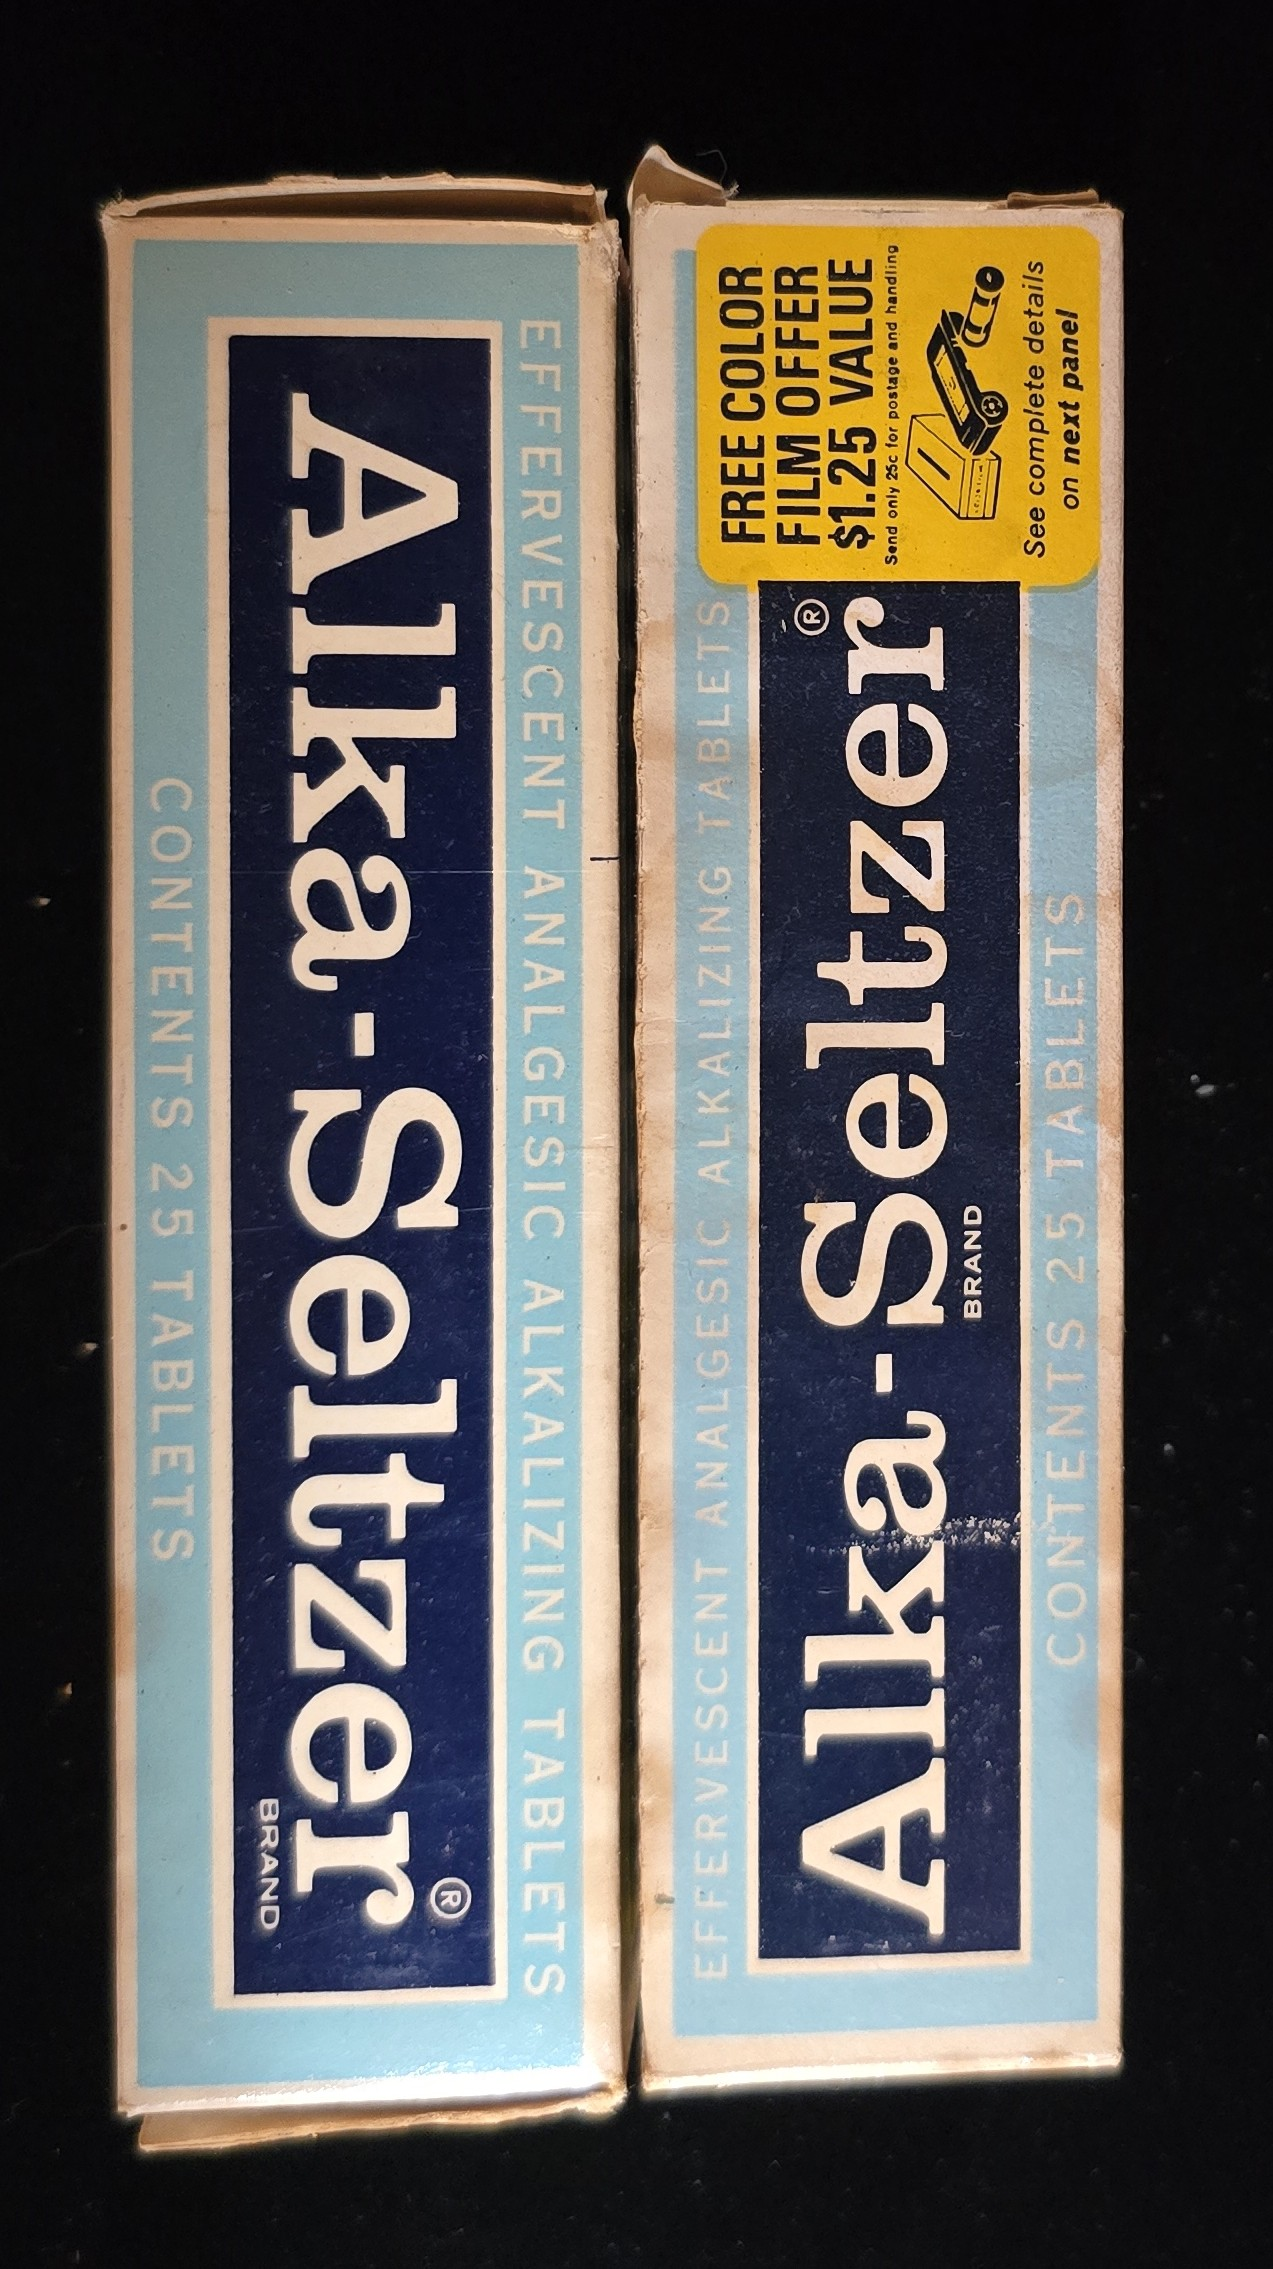 EFFERVESCENT ANALGESIC ALKALIZING TABLETS
Alka-Seltzer®
BRAND
CONTENTS 25 TABLETS
FREE COLOR
FILM OFFER
$1.25 VALUE
Send only 25c for postage and handling
See complete details
on next panel
EFFERVESCENT ANALGESIC ALKALIZING TABLETS
Alka-Seltzer®
BRAND
CONTENTS 25 TABLETS